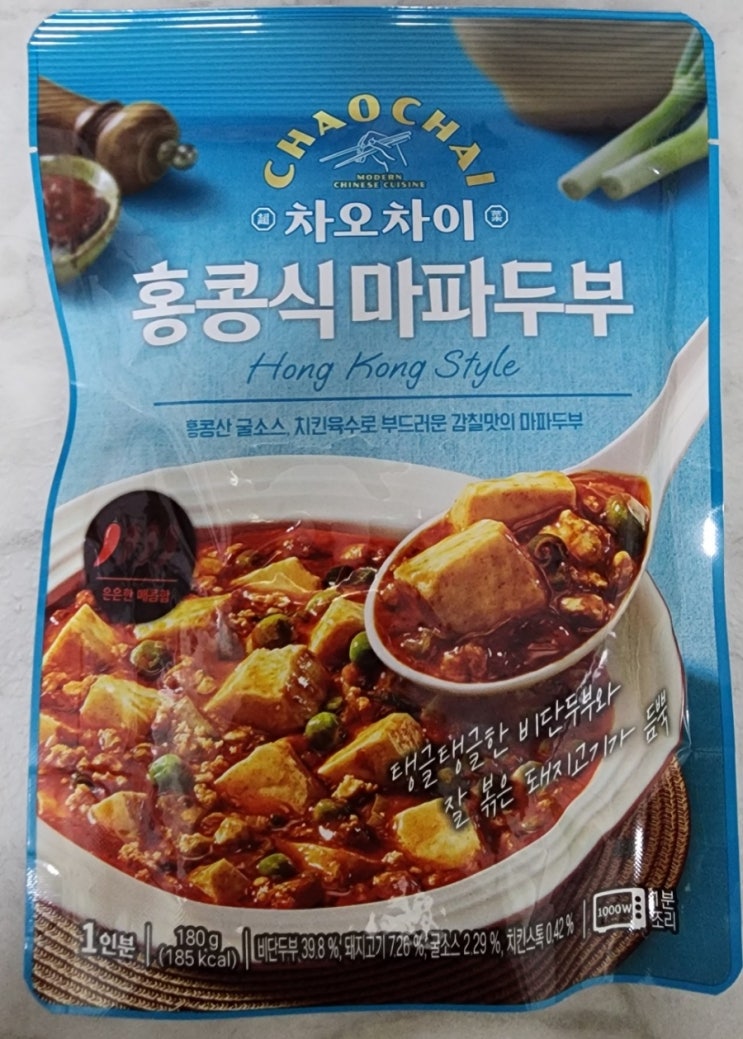 CHAOCHAI
MODERN
CHINESE CUISINE
超 차오차이 菜
홍콩식 마파두부
Hong Kong Style
홍콩산 굴소스, 치킨육수로 부드러운 감칠맛의 마파두부
은은한 매콤함
탱글탱글한 비단두부와
잘 볶은 돼지고기가 듬뿍
1인분 180 g (185 kcal) 비단두부 39.8 %, 돼지고기 7.26 %, 굴소스 2.29 %, 치킨스톡 0.42 % 1000W 1분 조리